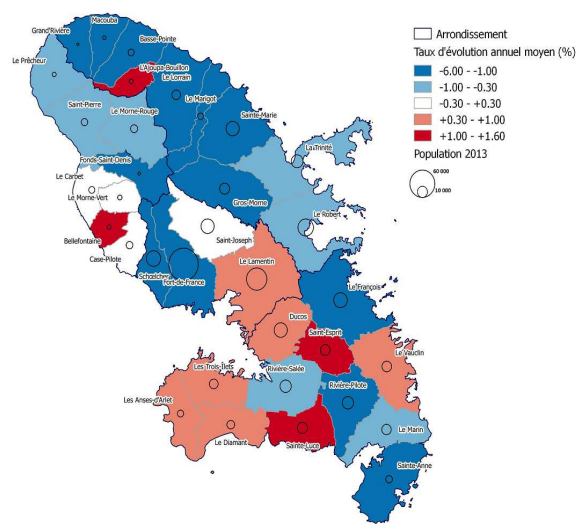 Macouba
Grand'Rivière
Basse-Pointe
Le Prêcheur
L'Ajoupa-Bouillon
Le Lorrain
Le Marigot
Saint-Pierre
Le Morne-Rouge
Sainte-Marie
La Trinité
Fonds-Saint-Denis
Le Carbet
Le Morne-Vert
Gros-Morne
Le Robert
Bellefontaine
Saint-Joseph
Case-Pilote
Le Lamentin
Schœlcher
Fort-de-France
Le François
Ducos
Saint-Esprit
Le Vauclin
Les Trois-Îlets
Rivière-Salée
Rivière-Pilote
Les Anses-d'Arlet
Le Diamant
Sainte-Luce
Le Marin
Sainte-Anne
Arrondissement
Taux d'évolution annuel moyen (%)
-6.00 - -1.00
-1.00 - -0.30
-0.30 - +0.30
+0.30 - +1.00
+1.00 - +1.60
Population 2013
60 000
10 000